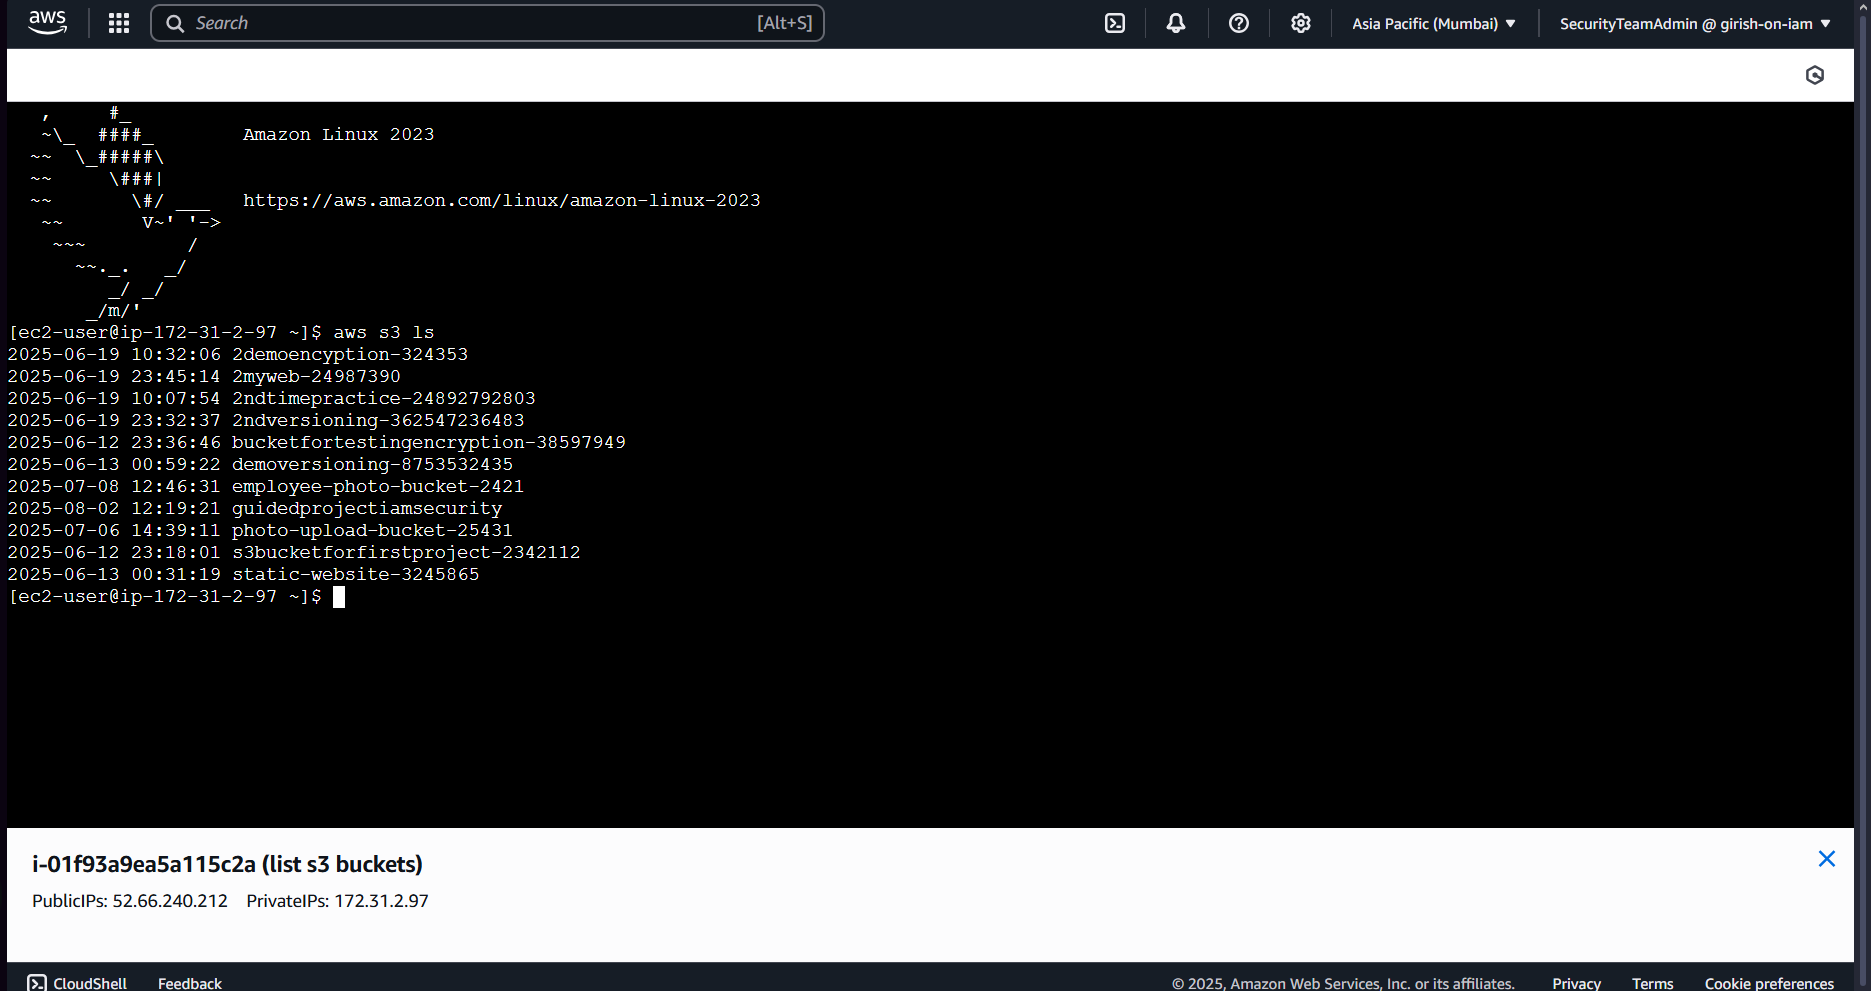 aws
Search [Alt+S]
Asia Pacific (Mumbai)
SecurityTeamAdmin @ girish-on-iam
   ,     #_
   ~\_  ####_        Amazon Linux 2023
  ~~  \_#####\
  ~~     \###|
  ~~       \#/ ___   https://aws.amazon.com/linux/amazon-linux-2023
   ~~       V~' '->
    ~~~         /
      ~~._.   _/
         _/ _/
       _/m/'
[ec2-user@ip-172-31-2-97 ~]$ aws s3 ls
2025-06-19 10:32:06 2demoencyption-324353
2025-06-19 23:45:14 2myweb-24987390
2025-06-19 10:07:54 2ndtimepractice-24892792803
2025-06-19 23:32:37 2ndversioning-362547236483
2025-06-12 23:36:46 bucketfortestingencryption-38597949
2025-06-13 00:59:22 demoversioning-8753532435
2025-07-08 12:46:31 employee-photo-bucket-2421
2025-08-02 12:19:21 guidedprojectiamsecurity
2025-07-06 14:39:11 photo-upload-bucket-25431
2025-06-12 23:18:01 s3bucketforfirstproject-2342112
2025-06-13 00:31:19 static-website-3245865
[ec2-user@ip-172-31-2-97 ~]$
i-01f93a9ea5a115c2a (list s3 buckets)
PublicIPs: 52.66.240.212 PrivateIPs: 172.31.2.97
CloudShell Feedback © 2025, Amazon Web Services, Inc. or its affiliates. Privacy Terms Cookie preferences